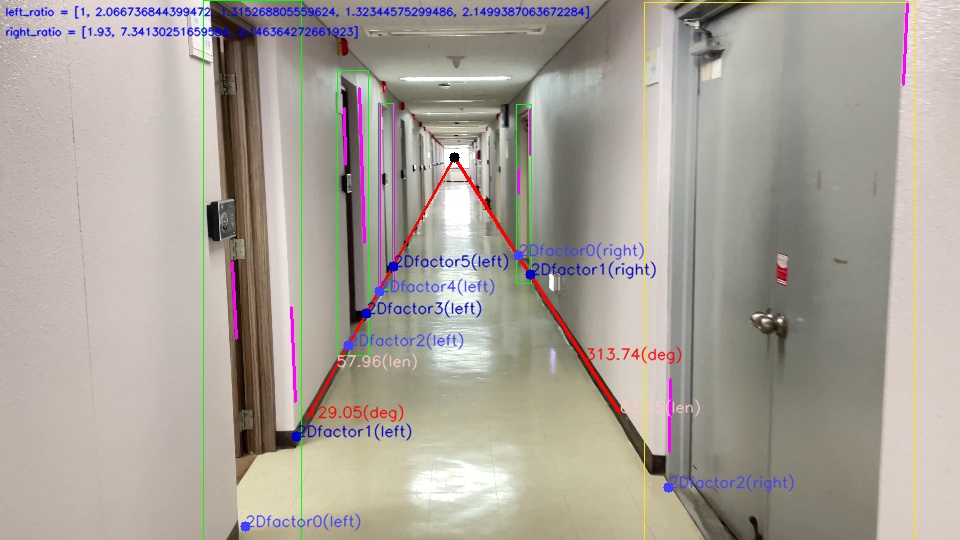 left_ratio = [1, 2.066736844399472, 1.315268805559624, 1.32344575299486, 2.1499387063672284]
right_ratio =
2Dfactor0(right)
2Dfactor5(left)
2Dfactor1(right)
2Dfactor4(left)
2Dfactor3(left)
2Dfactor2(left)
313.74(deg)
57.96(len)
29.05(deg)
2Dfactor1(left)
2Dfactor2(right)
2Dfactor0(left)